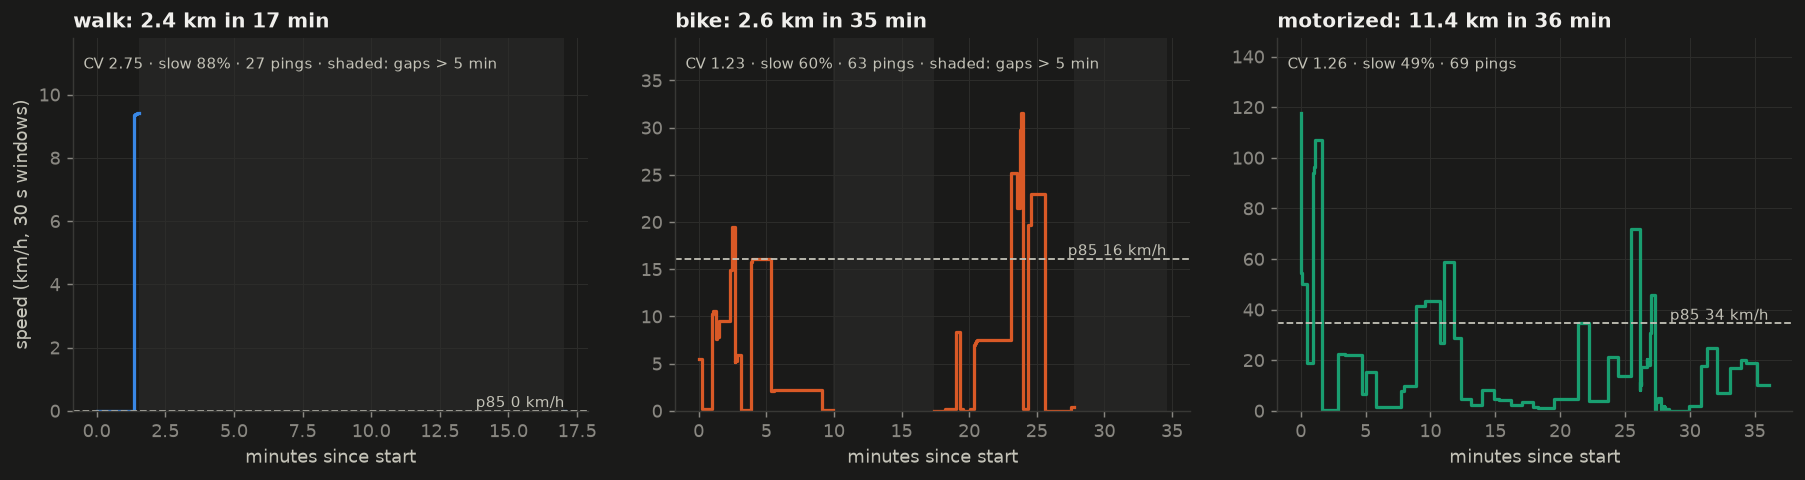 walk: 2.4 km in 17 min
CV 2.75 · slow 88% · 27 pings · shaded: gaps > 5 min
speed (km/h, 30 s windows)
10
8
6
4
2
0
p85 0 km/h
0.0 2.5 5.0 7.5 10.0 12.5 15.0 17.5
minutes since start
bike: 2.6 km in 35 min
CV 1.23 · slow 60% · 63 pings · shaded: gaps > 5 min
35
30
25
20
15
10
5
0
p85 16 km/h
0 5 10 15 20 25 30 35
minutes since start
motorized: 11.4 km in 36 min
CV 1.26 · slow 49% · 69 pings
140
120
100
80
60
40
20
0
p85 34 km/h
0 5 10 15 20 25 30 35
minutes since start